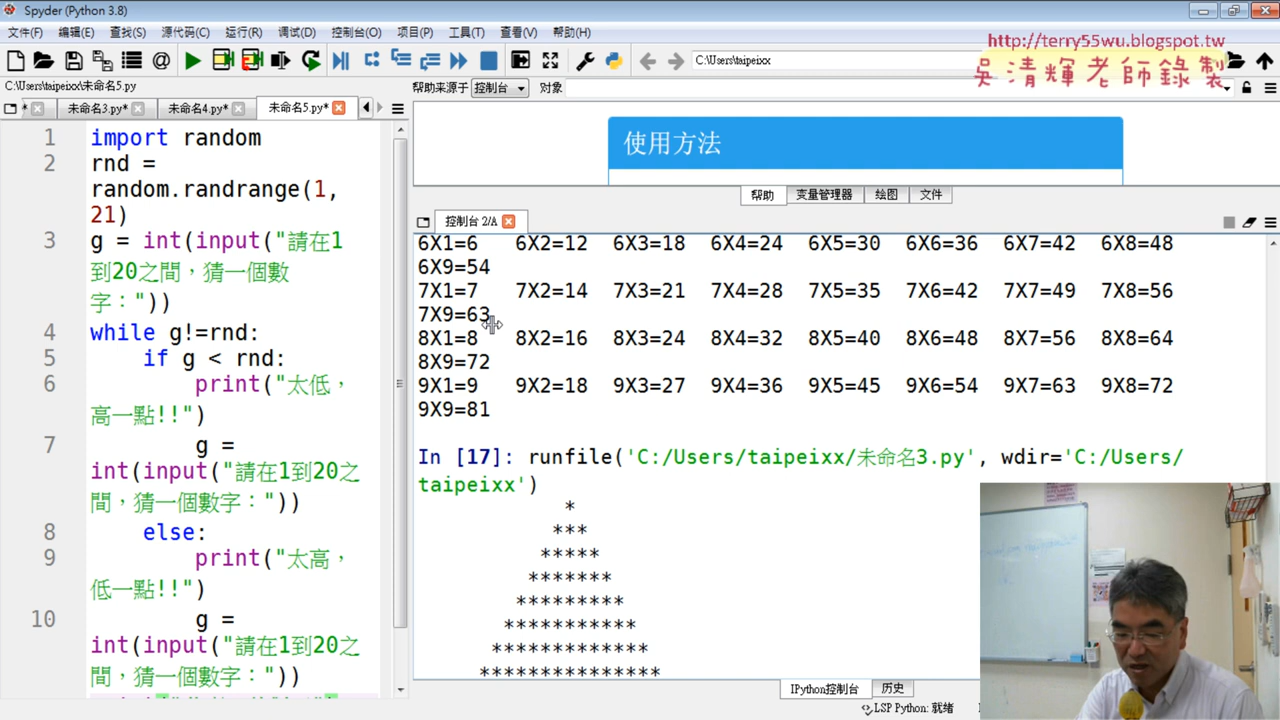 Spyder (Python 3.8)
文件(F) 编辑(E) 查找(S) 源代码(C) 运行(R) 调试(D) 控制台(O) 项目(P) 工具(T) 查看(V) 帮助(H)
http://terry55wu.blogspot.tw
吳清輝老師錄製
C:\Users\taipeixx
C:\Users\taipeixx\未命名5.py
帮助来源于 控制台 对象
未命名3.py* 未命名4.py* 未命名5.py*
使用方法
帮助 变量管理器 绘图 文件
控制台 2/A
1 import random
2 rnd =
random.randrange(1,
21)
3 g = int(input("請在1
到20之間，猜一個數
字："))
4 while g!=rnd:
5 if g < rnd:
6 print("太低，
高一點!!")
7 g =
int(input("請在1到20之
間，猜一個數字："))
8 else:
9 print("太高，
低一點!!")
10 g =
int(input("請在1到20之
間，猜一個數字："))
6X1=6 6X2=12 6X3=18 6X4=24 6X5=30 6X6=36 6X7=42 6X8=48
6X9=54
7X1=7 7X2=14 7X3=21 7X4=28 7X5=35 7X6=42 7X7=49 7X8=56
7X9=63
8X1=8 8X2=16 8X3=24 8X4=32 8X5=40 8X6=48 8X7=56 8X8=64
8X9=72
9X1=9 9X2=18 9X3=27 9X4=36 9X5=45 9X6=54 9X7=63 9X8=72
9X9=81
In [17]: runfile('C:/Users/taipeixx/未命名3.py', wdir='C:/Users/
taipeixx')
*
***
*****
*******
*********
***********
*************
***************
IPython控制台 历史
LSP Python: 就绪